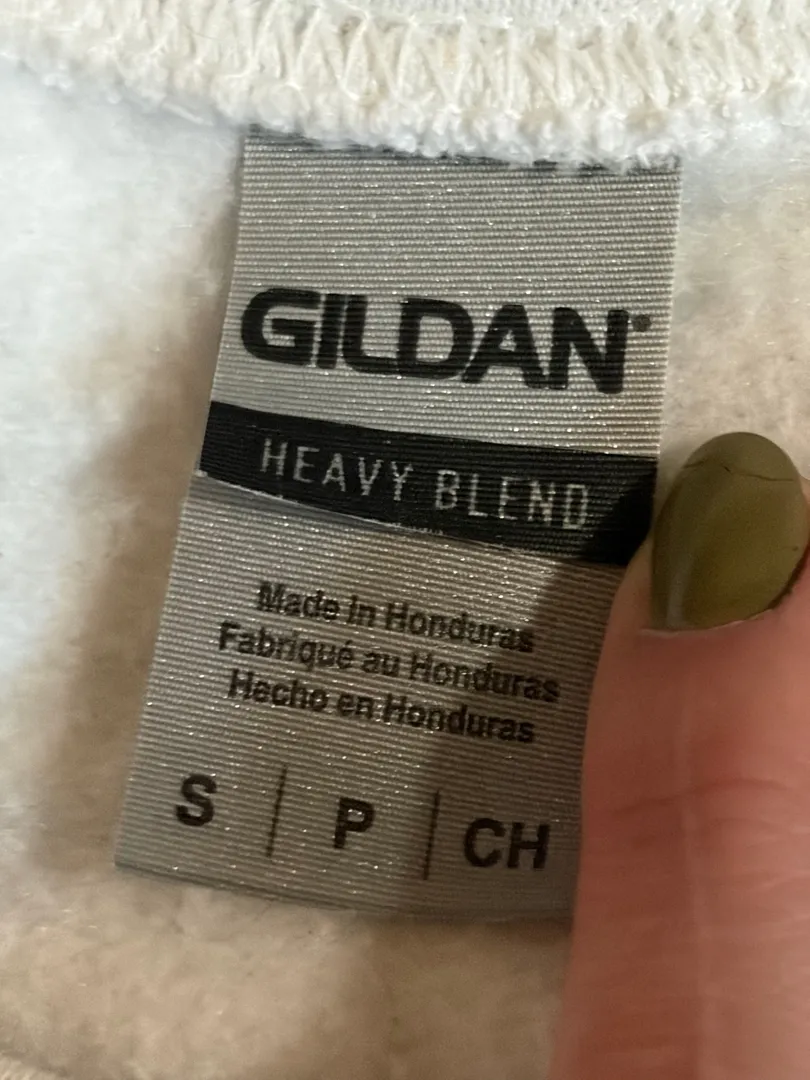 GILDAN
HEAVY BLEND
Made in Honduras
Fabriqué au Honduras
Hecho en Honduras
S | P | CH